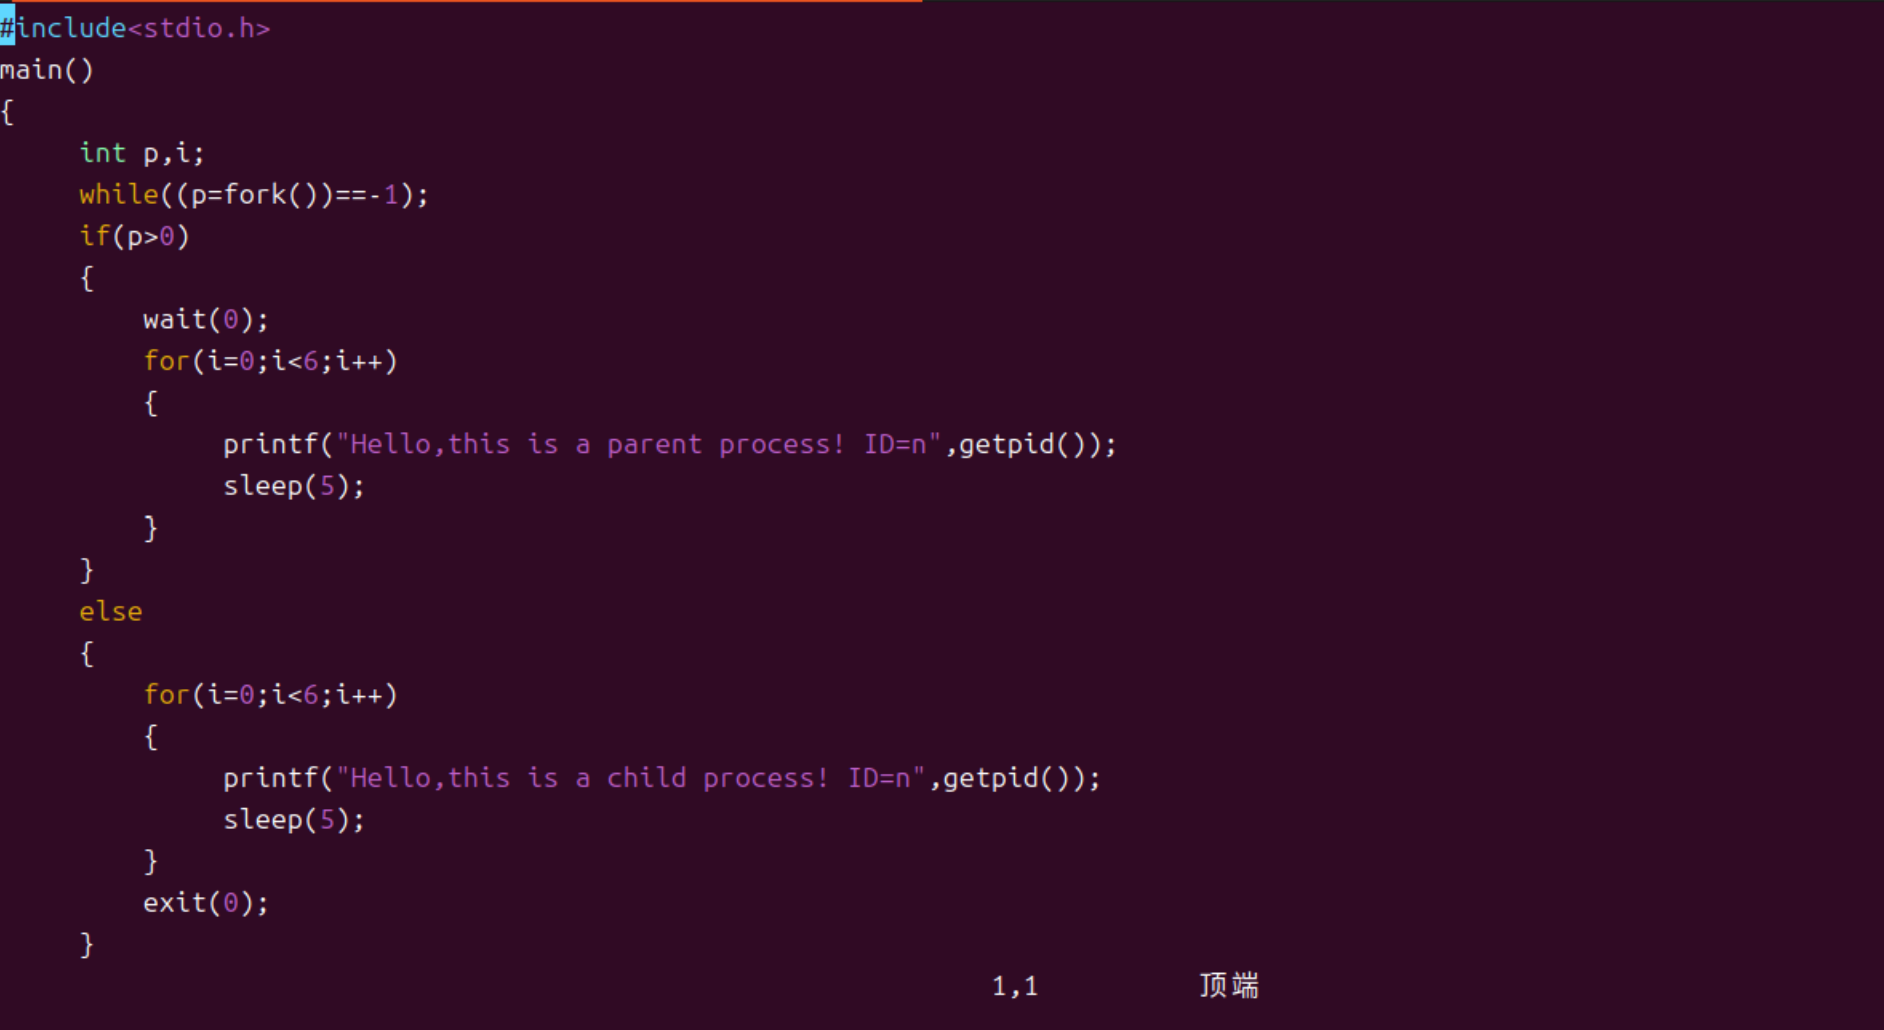 #include<stdio.h>
main()
{
     int p,i;
     while((p=fork())==-1);
     if(p>0)
     {
         wait(0);
         for(i=0;i<6;i++)
         {
              printf("Hello,this is a parent process! ID=n",getpid());
              sleep(5);
         }
     }
     else
     {
         for(i=0;i<6;i++)
         {
              printf("Hello,this is a child process! ID=n",getpid());
              sleep(5);
         }
         exit(0);
     }
1,1          顶端